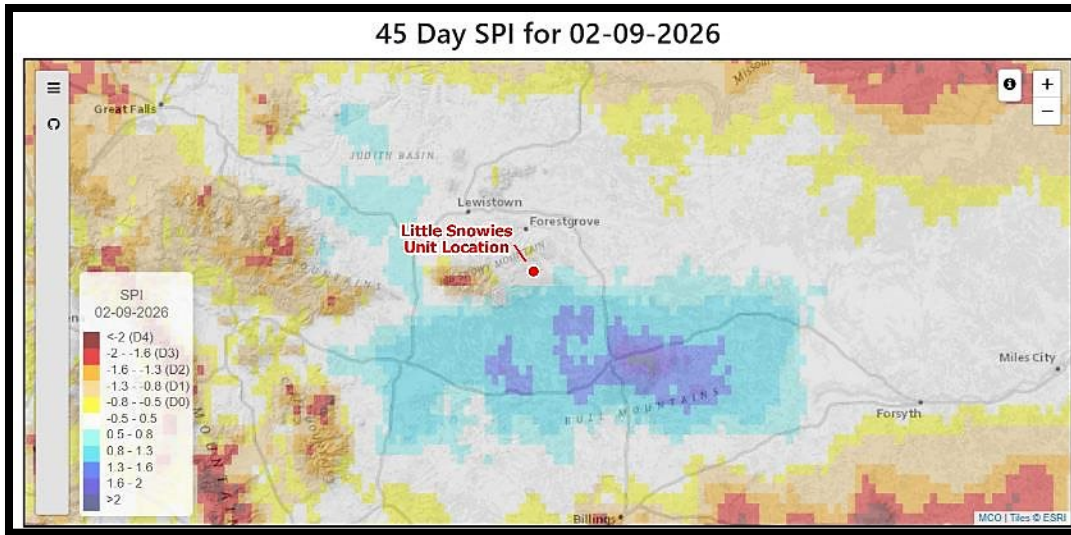 45 Day SPI for 02-09-2026
Great Falls
JUDITH BASIN
Lewistown
Forestgrove
Little Snowies
Unit Location
SPI
02-09-2026
<-2 (D4)
-2 - -1.6 (D3)
-1.6 - -1.3 (D2)
-1.3 - -0.8 (D1)
-0.8 - -0.5 (D0)
-0.5 - 0.5
0.5 - 0.8
0.8 - 1.3
1.3 - 1.6
1.6 - 2
>2
BULL MOUNTAINS
Miles City
Forsyth
Billings
MCO | Tiles © ESRI
+
−